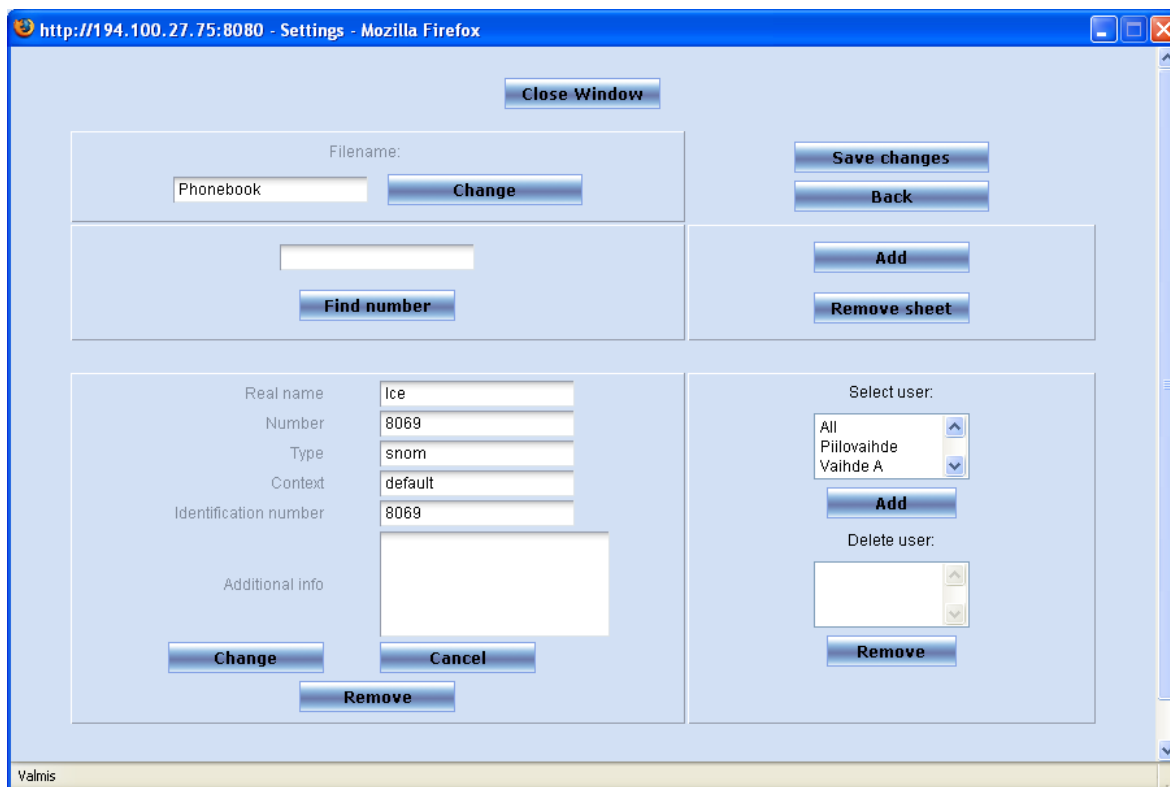 http://194.100.27.75:8080 - Settings - Mozilla Firefox
Close Window
Filename:
Phonebook
Change
Save changes
Back
Find number
Add
Remove sheet
Real name Ice
Number 8069
Type snom
Context default
Identification number 8069
Additional info
Change Cancel
Remove
Select user:
All
Piilovaihde
Vaihde A
Add
Delete user:
Remove
Valmis